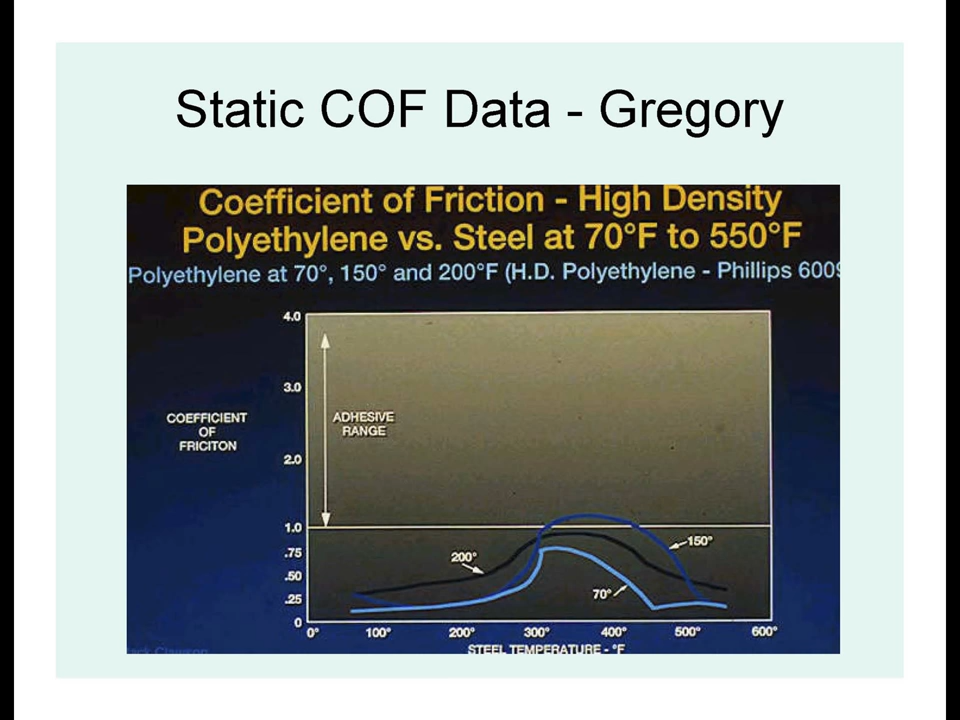 Static COF Data - Gregory
Coefficient of Friction - High Density
Polyethylene vs. Steel at 70°F to 550°F
Polyethylene at 70°, 150° and 200°F (H.D. Polyethylene - Phillips 6009
4.0
3.0
COEFFICIENT
OF
FRICITON
ADHESIVE
RANGE
2.0
1.0
.75
.50
.25
0
200°
150°
70°
0°
100°
200°
300°
400°
500°
600°
STEEL TEMPERATURE - °F